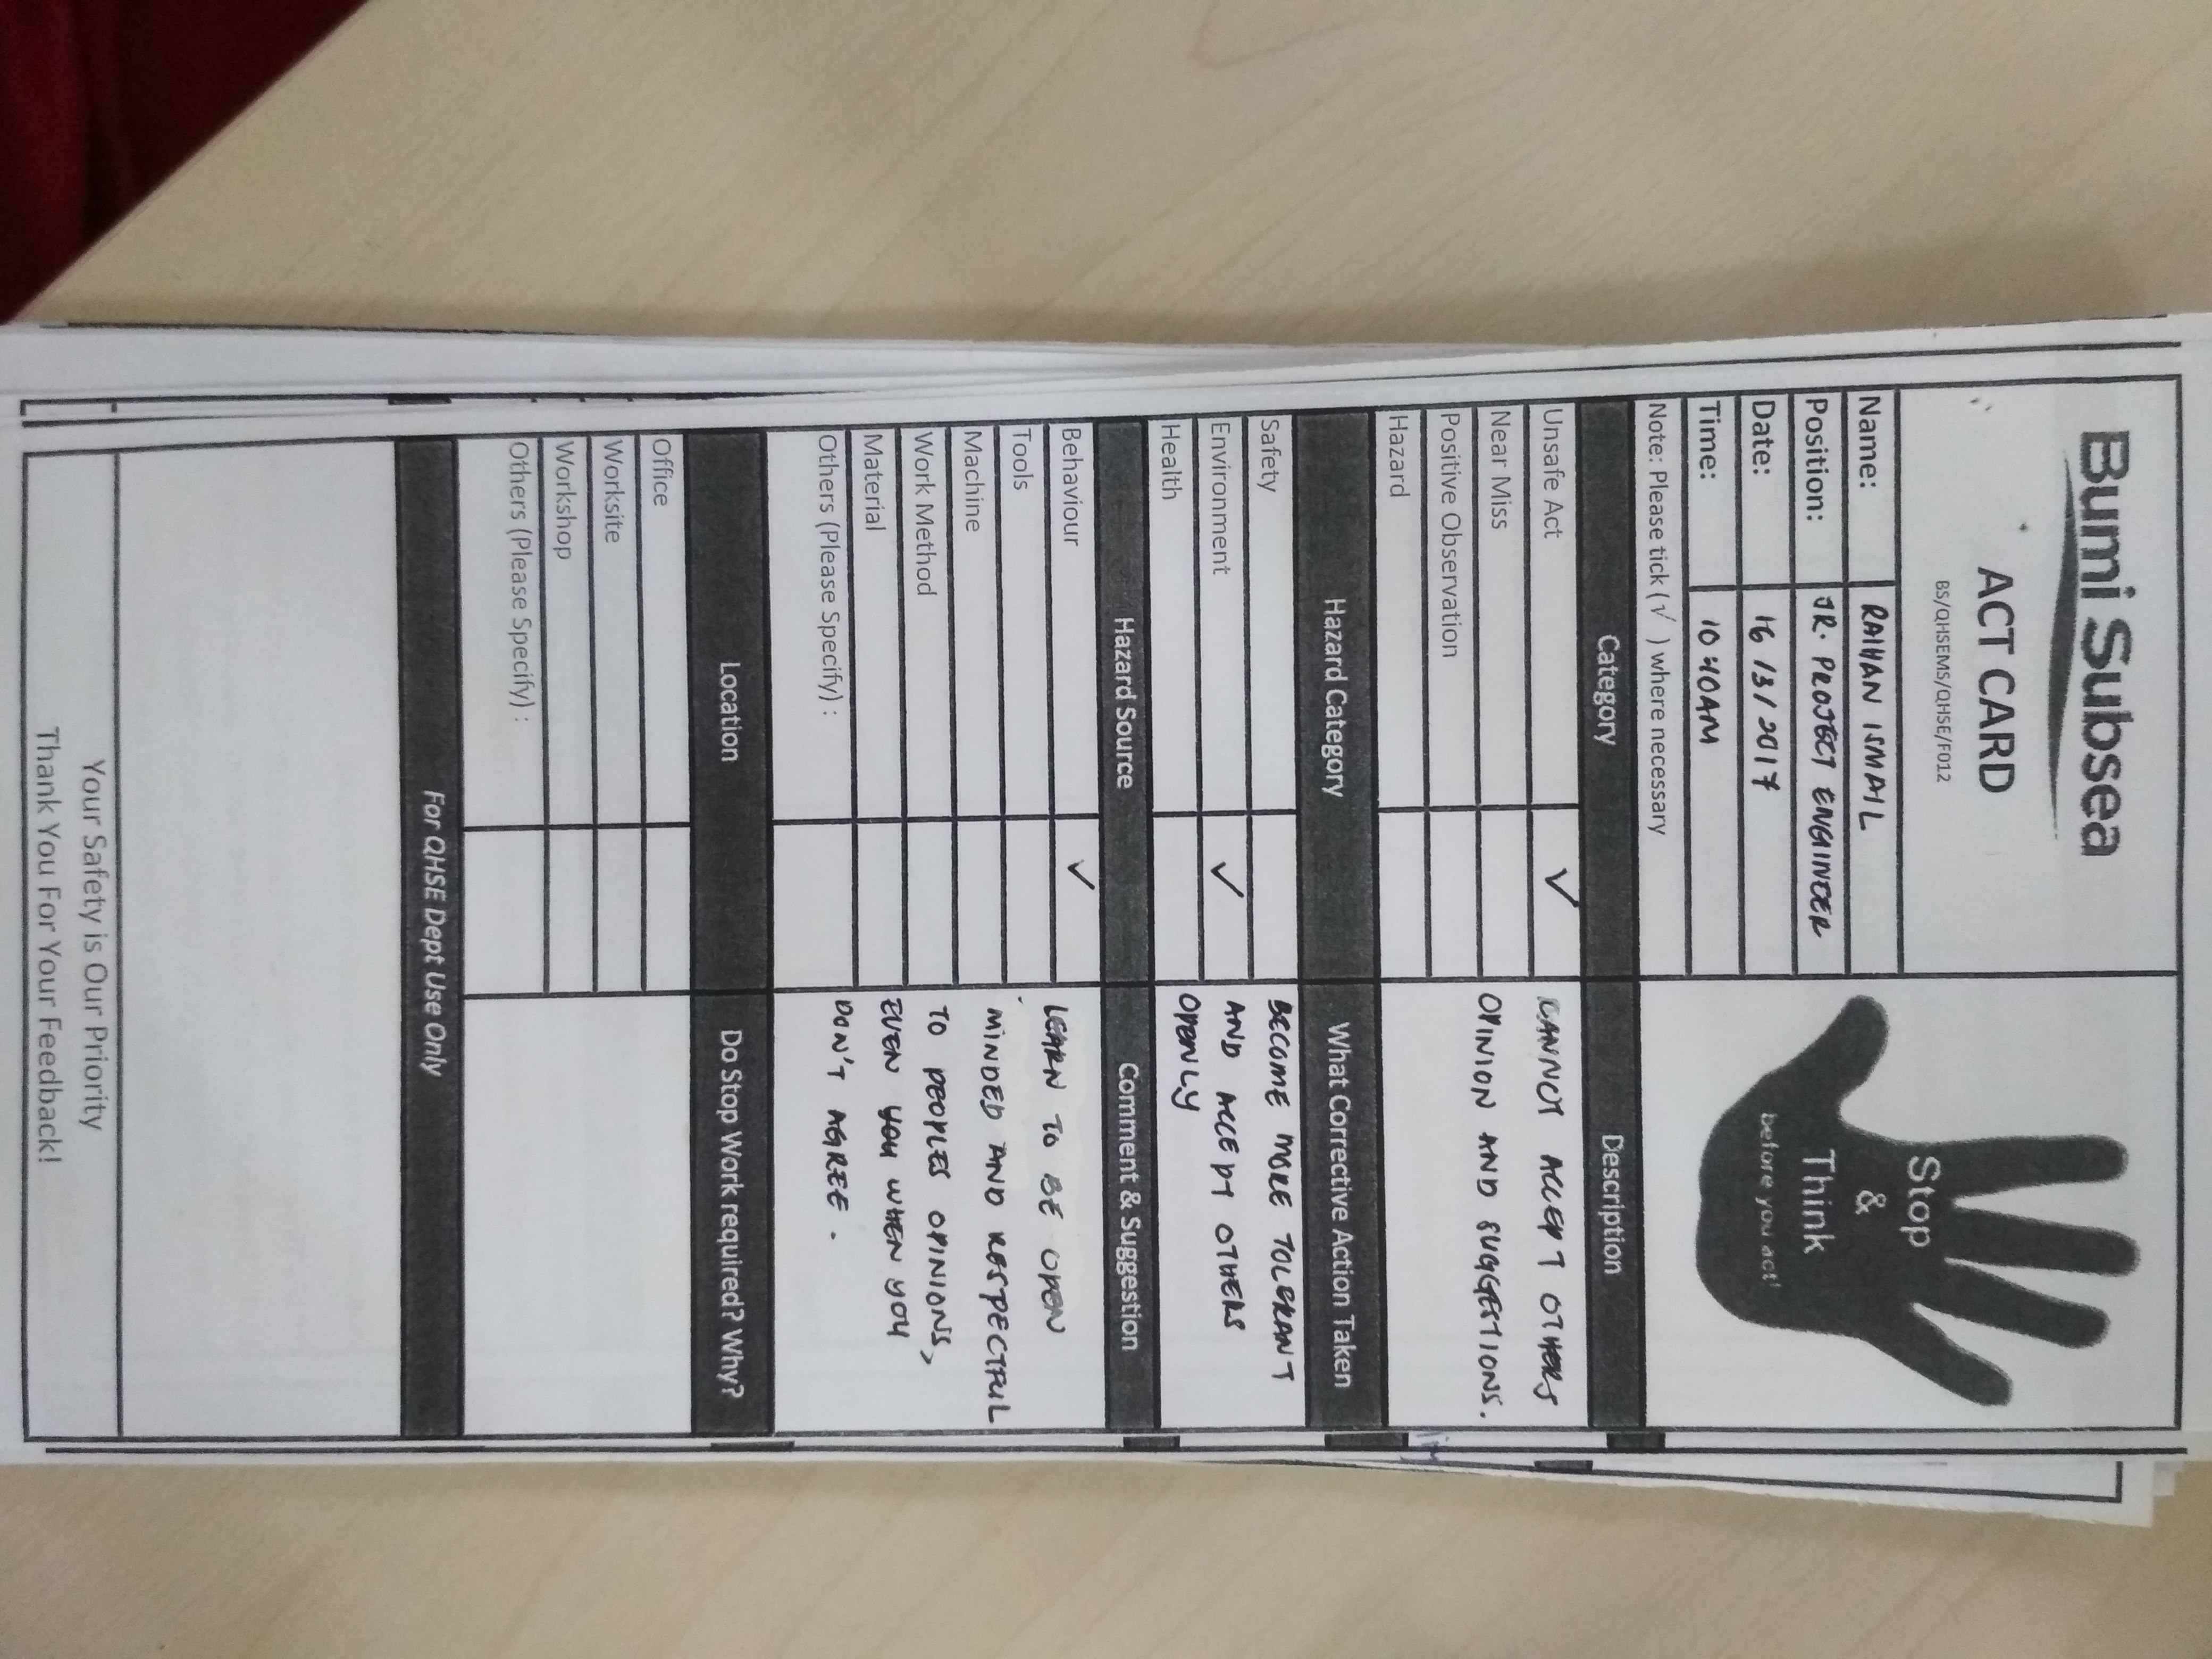 Bumi Subsea
ACT CARD
BS/QHSEMS/QHSE/F012
Stop
&
Think
before you act!
Name: RAIHAN ISMAIL
Position: JR. PROJECT ENGINEER
Date: 16 / 3 / 2017
Time: 10 40AM
Note: Please tick (√ ) where necessary
Category
Unsafe Act ✓
Near Miss
Positive Observation
Hazard
Description
CANNOT ACCEPT OTHERS
OPINION AND SUGGESTIONS.
Hazard Category
Safety
Environment ✓
Health
What Corrective Action Taken
BECOME MORE TOLERANT
AND ACCEPT OTHERS
OPENLY
Hazard Source
Behaviour ✓
Tools
Machine
Work Method
Material
Others (Please Specify) :
Comment & Suggestion
LEARN TO BE OPEN
MINDED AND RESPECTFUL
TO PEOPLES OPINIONS,
EVEN YOU WHEN YOU
DON'T AGREE.
Location
Office
Worksite
Workshop
Others (Please Specify) :
Do Stop Work required? Why?
For QHSE Dept Use Only
Your Safety is Our Priority
Thank You For Your Feedback!